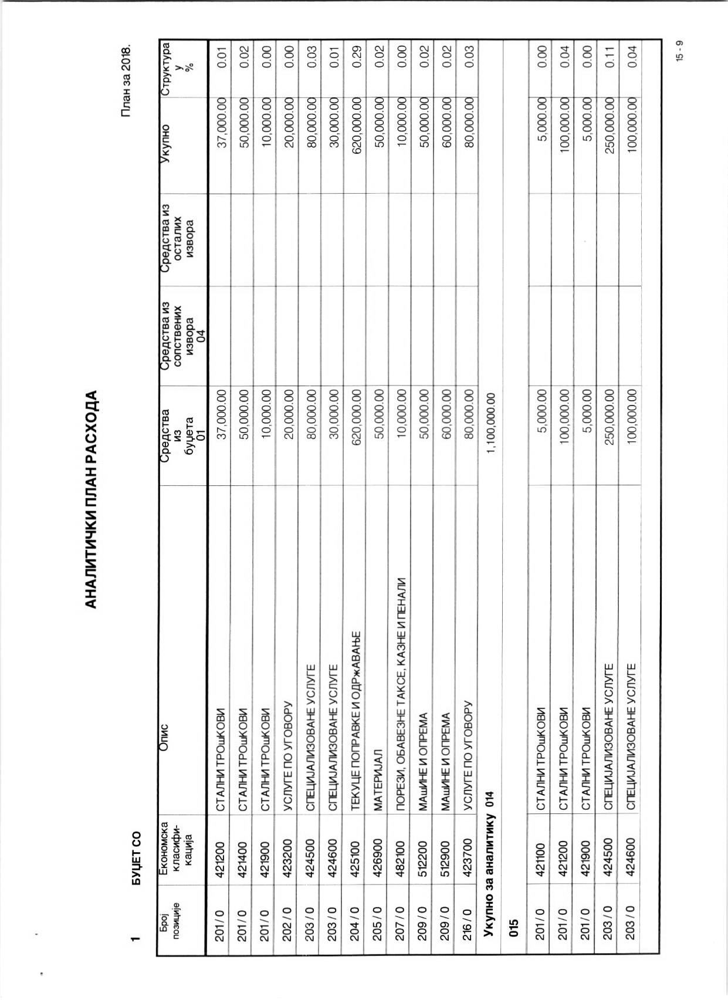 АНАЛИТИЧКИ ПЛАН РАСХОДА
План за 2018.
1 БУЏЕТ СО
Број позиције Економска класифи-кација Опис Средства из буџета 01 Средства из сопствених извора 04 Средства из осталих извора Укупно Структура у %
201 / 0 421200 СТАЛНИ ТРОшКОВИ 37,000.00 37,000.00 0.01
201 / 0 421400 СТАЛНИ ТРОшКОВИ 50,000.00 50,000.00 0.02
201 / 0 421900 СТАЛНИ ТРОшКОВИ 10,000.00 10,000.00 0.00
202 / 0 423200 УСЛУГЕ ПО УГОВОРУ 20,000.00 20,000.00 0.00
203 / 0 424500 СПЕЦИЈАЛИЗОВАНЕ УСЛУГЕ 80,000.00 80,000.00 0.03
203 / 0 424600 СПЕЦИЈАЛИЗОВАНЕ УСЛУГЕ 30,000.00 30,000.00 0.01
204 / 0 425100 ТЕКУЦЕ ПОПРАВКЕ И ОДРжАВАЊЕ 620,000.00 620,000.00 0.29
205 / 0 426900 МАТЕРИЈАЛ 50,000.00 50,000.00 0.02
207 / 0 482100 ПОРЕЗИ, ОБАВЕЗНЕ ТАКСЕ, КАЗНЕ И ПЕНАЛИ 10,000.00 10,000.00 0.00
209 / 0 512200 МАшИНЕ И ОПРЕМА 50,000.00 50,000.00 0.02
209 / 0 512900 МАшИНЕ И ОПРЕМА 60,000.00 60,000.00 0.02
216 / 0 423700 УСЛУГЕ ПО УГОВОРУ 80,000.00 80,000.00 0.03
Укупно за аналитику 014 1,100,000.00
015
201 / 0 421100 СТАЛНИ ТРОшКОВИ 5,000.00 5,000.00 0.00
201 / 0 421200 СТАЛНИ ТРОшКОВИ 100,000.00 100,000.00 0.04
201 / 0 421900 СТАЛНИ ТРОшКОВИ 5,000.00 5,000.00 0.00
203 / 0 424500 СПЕЦИЈАЛИЗОВАНЕ УСЛУГЕ 250,000.00 250,000.00 0.11
203 / 0 424600 СПЕЦИЈАЛИЗОВАНЕ УСЛУГЕ 100,000.00 100,000.00 0.04
15 - 9